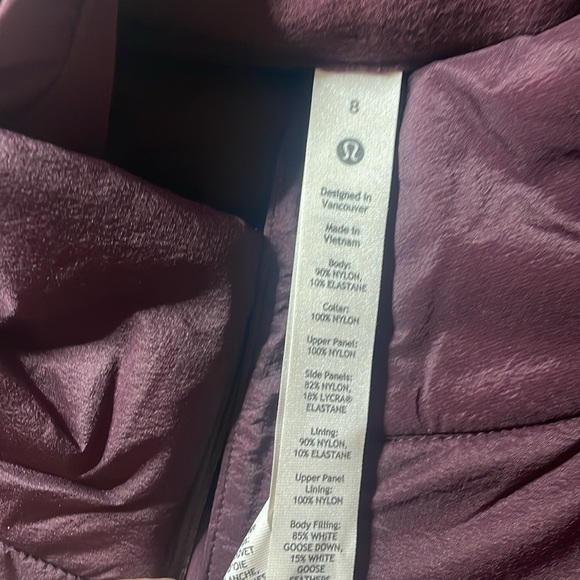 8
Designed in
Vancouver
Made in
Vietnam
Body:
90% NYLON,
10% ELASTANE
Collar:
100% NYLON
Upper Panel:
100% NYLON
Side Panels:
82% NYLON,
18% LYCRA®
ELASTANE
Lining:
90% NYLON,
10% ELASTANE
Upper Panel
Lining:
100% NYLON
Body Filling:
85% WHITE
GOOSE DOWN,
15% WHITE
GOOSE
FEATHERS